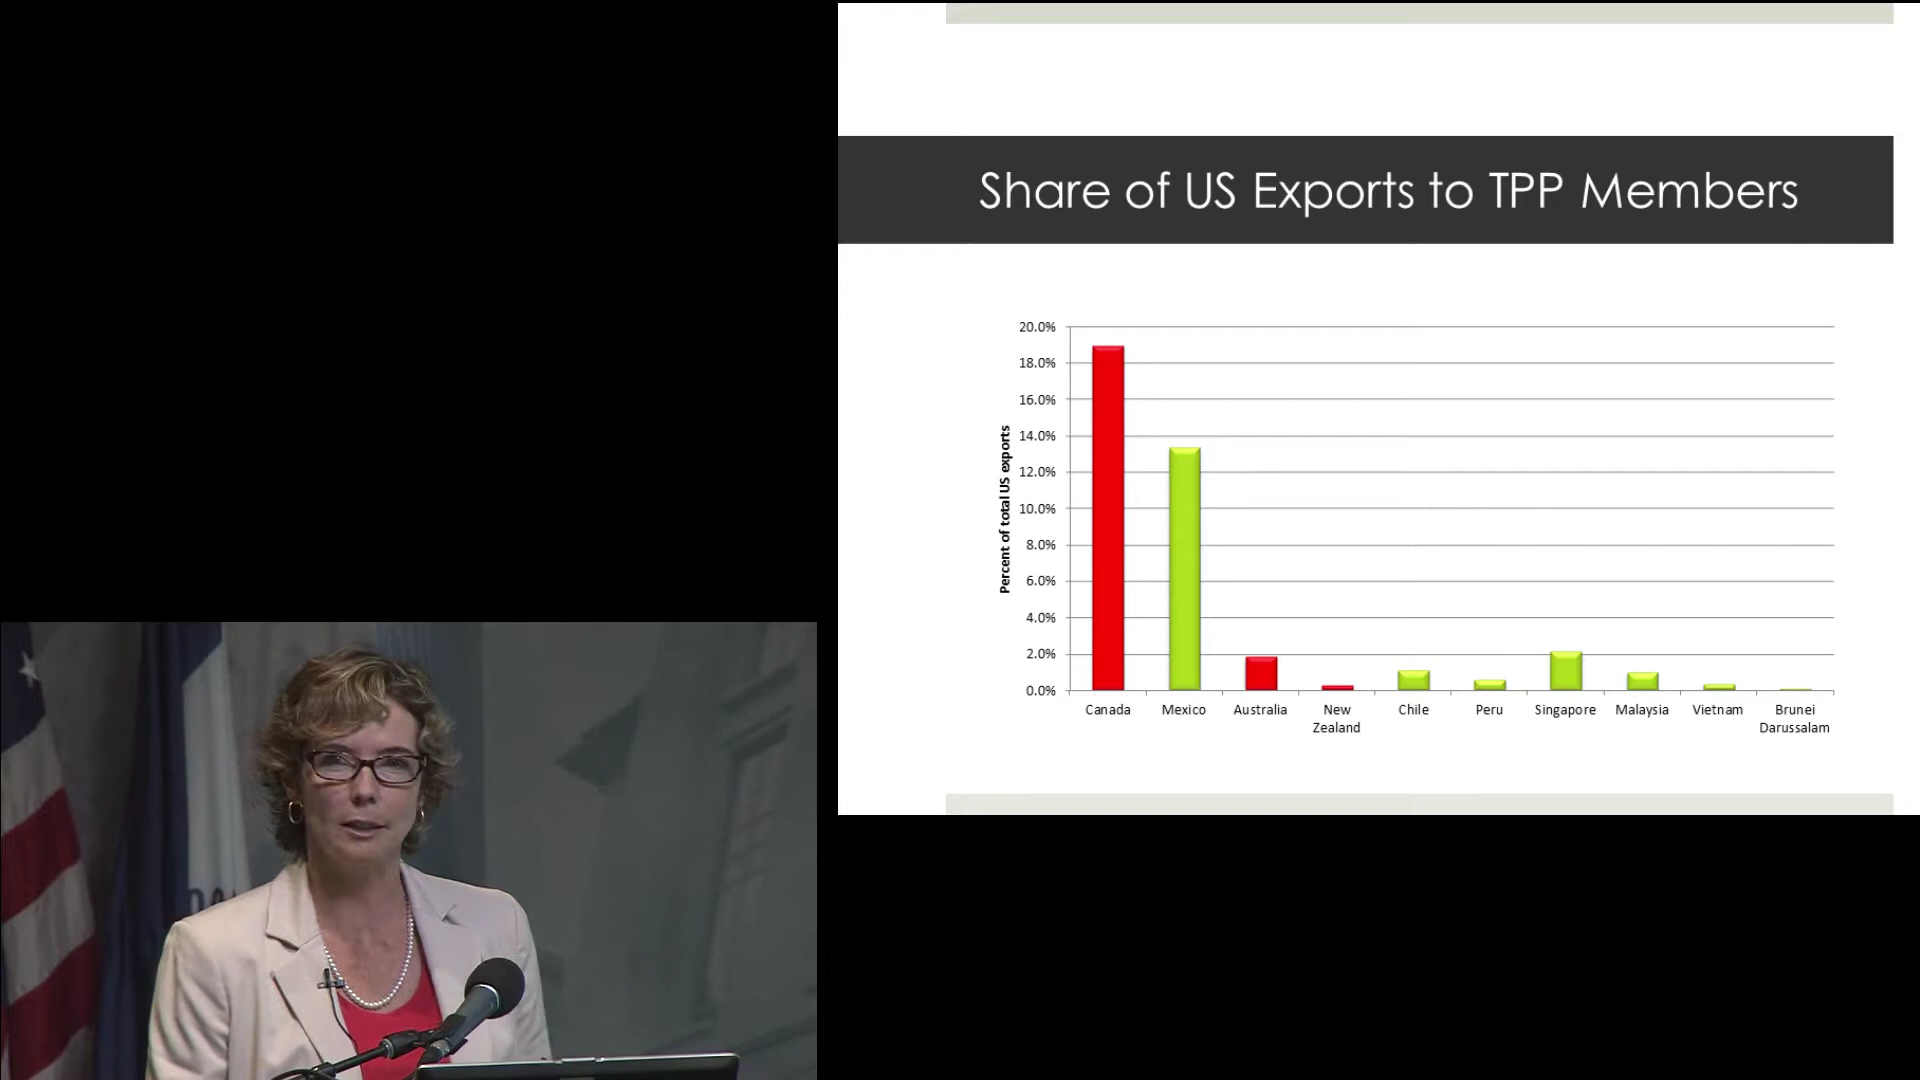 Share of US Exports to TPP Members
Percent of total US exports
20.0%
18.0%
16.0%
14.0%
12.0%
10.0%
8.0%
6.0%
4.0%
2.0%
0.0%
Canada
Mexico
Australia
New
Zealand
Chile
Peru
Singapore
Malaysia
Vietnam
Brunei
Darussalam